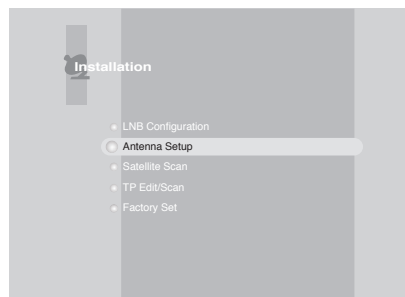 Installation
LNB Configuration
Antenna Setup
Satellite Scan
TP Edit/Scan
Factory Set